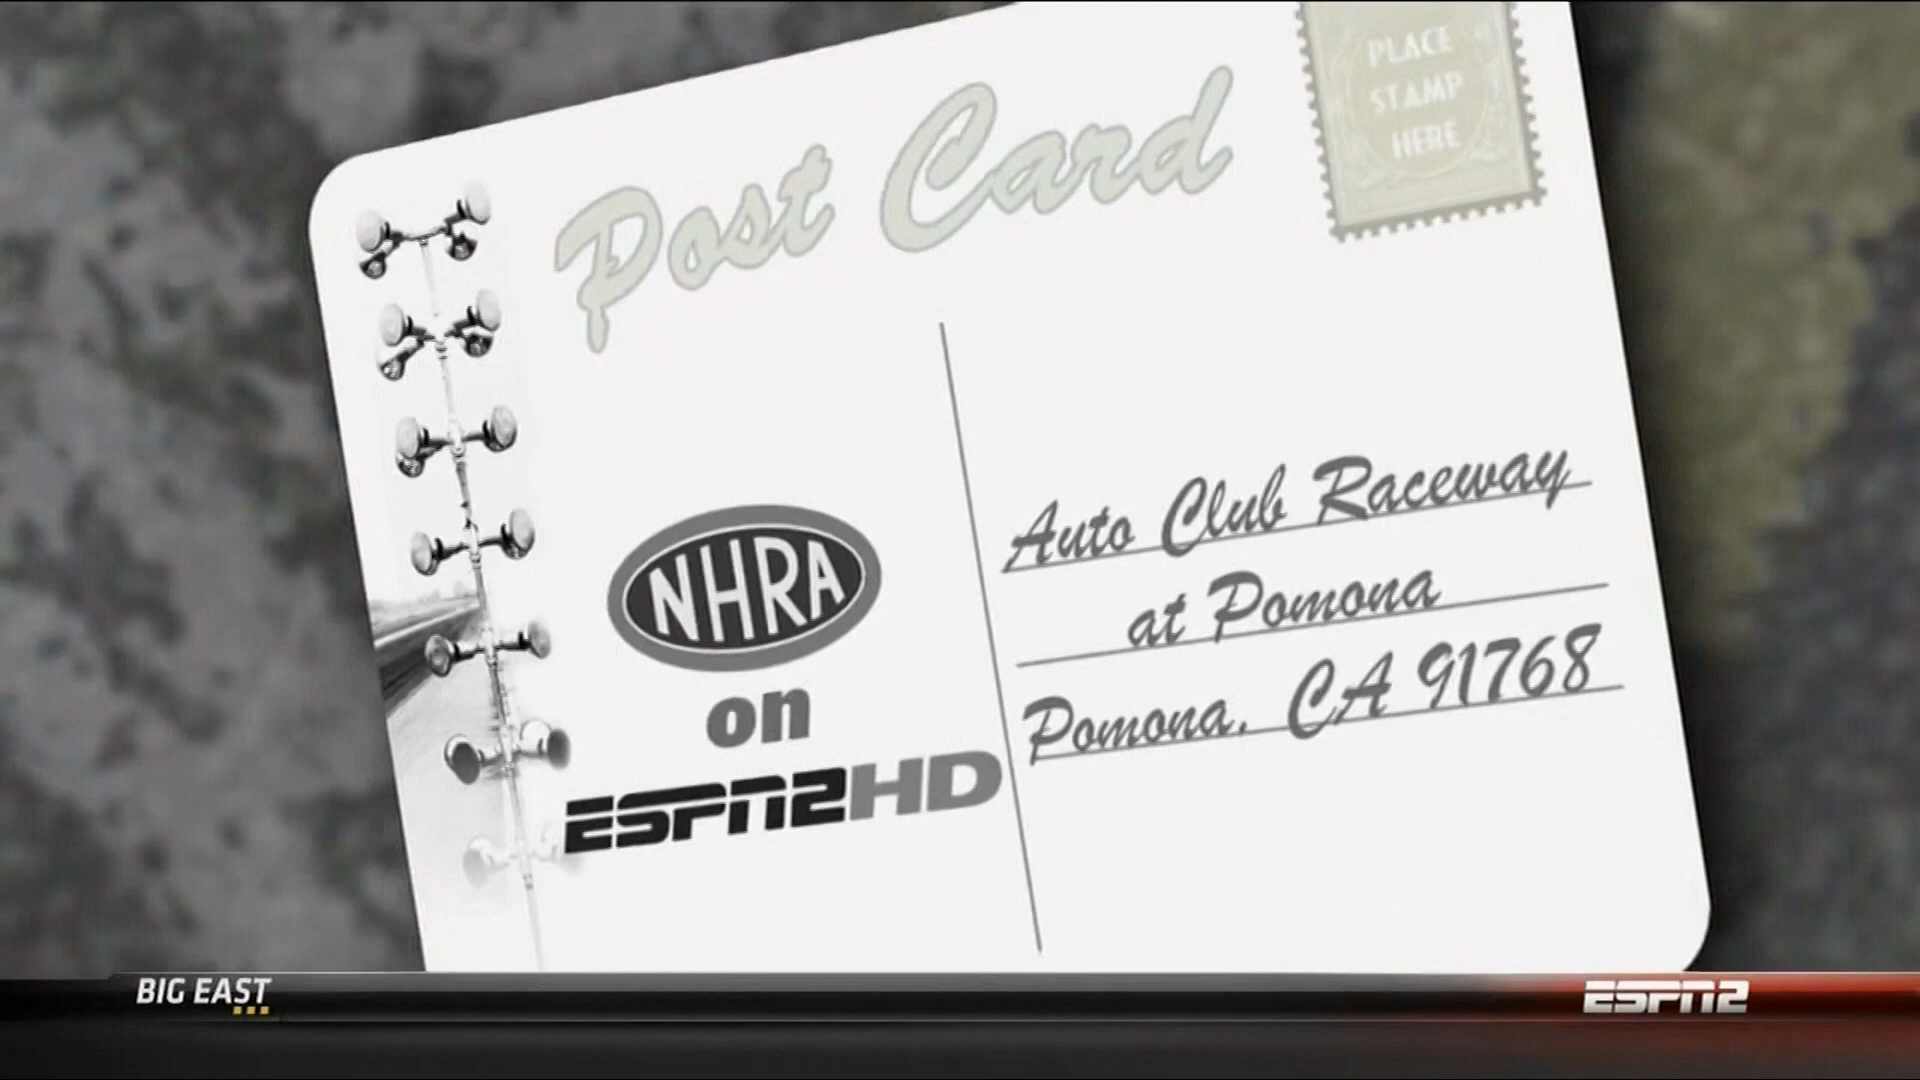 Post Card
PLACE
STAMP
HERE
NHRA
on
ESPN2HD
Auto Club Raceway
at Pomona
Pomona, CA 91768
BIG EAST
ESPN2